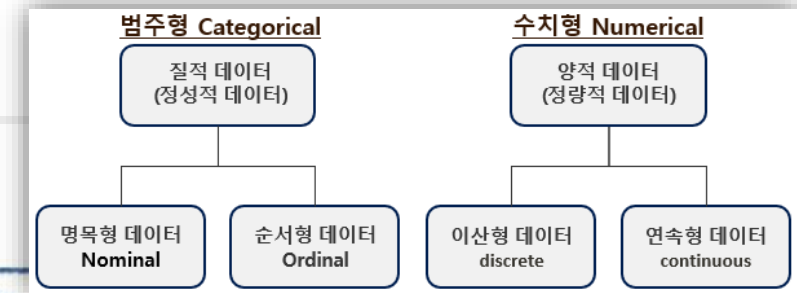 범주형 Categorical
질적 데이터
(정성적 데이터)
명목형 데이터
Nominal
순서형 데이터
Ordinal
수치형 Numerical
양적 데이터
(정량적 데이터)
이산형 데이터
discrete
연속형 데이터
continuous